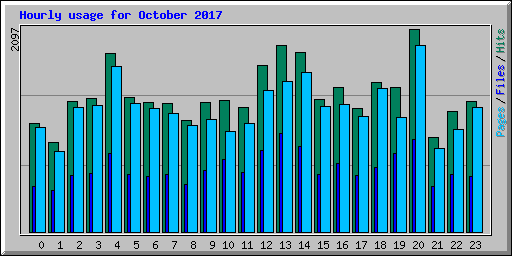 Hourly usage for October 2017
2097
Pages/Files/Hits
0 1 2 3 4 5 6 7 8 9 10 11 12 13 14 15 16 17 18 19 20 21 22 23